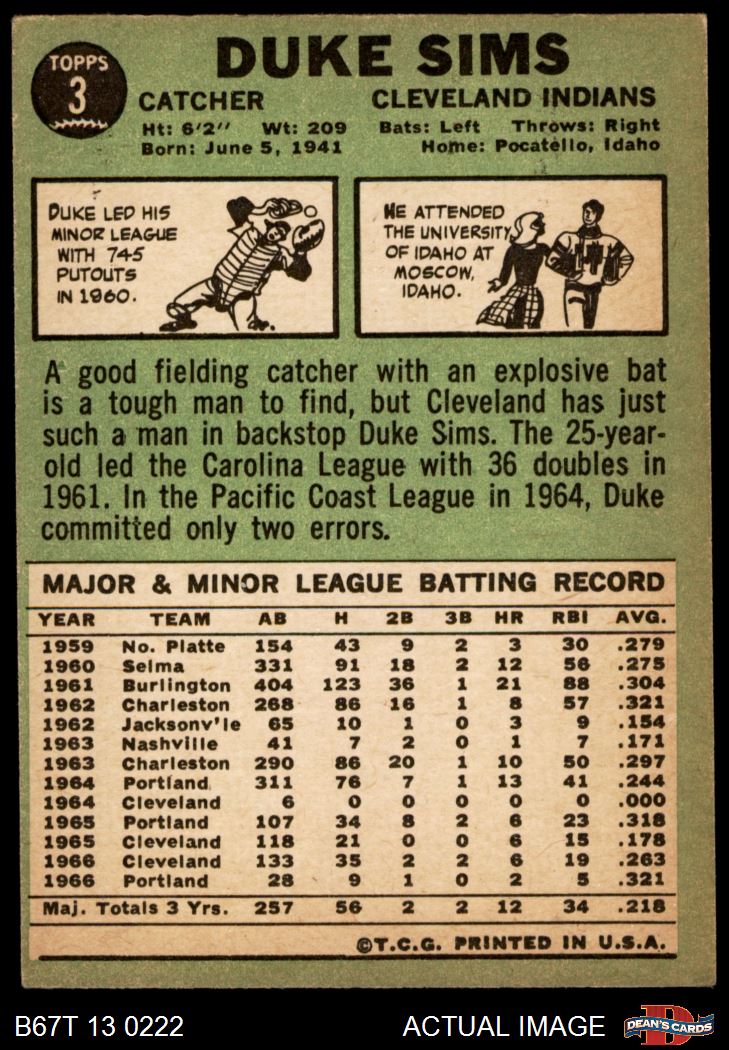 TOPPS
3
DUKE SIMS
CATCHER CLEVELAND INDIANS
Ht: 6'2" Wt: 209 Bats: Left Throws: Right
Born: June 5, 1941 Home: Pocatello, Idaho
DUKE LED HIS
MINOR LEAGUE
WITH 745
PUTOUTS
IN 1960.
HE ATTENDED
THE UNIVERSITY
OF IDAHO AT
MOSCOW,
IDAHO.
A good fielding catcher with an explosive bat
is a tough man to find, but Cleveland has just
such a man in backstop Duke Sims. The 25-year-
old led the Carolina League with 36 doubles in
1961. In the Pacific Coast League in 1964, Duke
committed only two errors.
MAJOR & MINOR LEAGUE BATTING RECORD
YEAR TEAM AB H 2B 3B HR RBI AVG.
1959 No. Platte 154 43 9 2 3 30 .279
1960 Selma 331 91 18 2 12 56 .275
1961 Burlington 404 123 36 1 21 88 .304
1962 Charleston 268 86 16 1 8 57 .321
1962 Jacksonv'le 65 10 1 0 3 9 .154
1963 Nashville 41 7 2 0 1 7 .171
1963 Charleston 290 86 20 1 10 50 .297
1964 Portland 311 76 7 1 13 41 .244
1964 Cleveland 6 0 0 0 0 0 .000
1965 Portland 107 34 8 2 6 23 .318
1965 Cleveland 118 21 0 0 6 15 .178
1966 Cleveland 133 35 2 2 6 19 .263
1966 Portland 28 9 1 0 2 5 .321
Maj. Totals 3 Yrs. 257 56 2 2 12 34 .218
©T.C.G. PRINTED IN U.S.A.
B67T 13 0222 ACTUAL IMAGE
D
DEAN'S CARDS